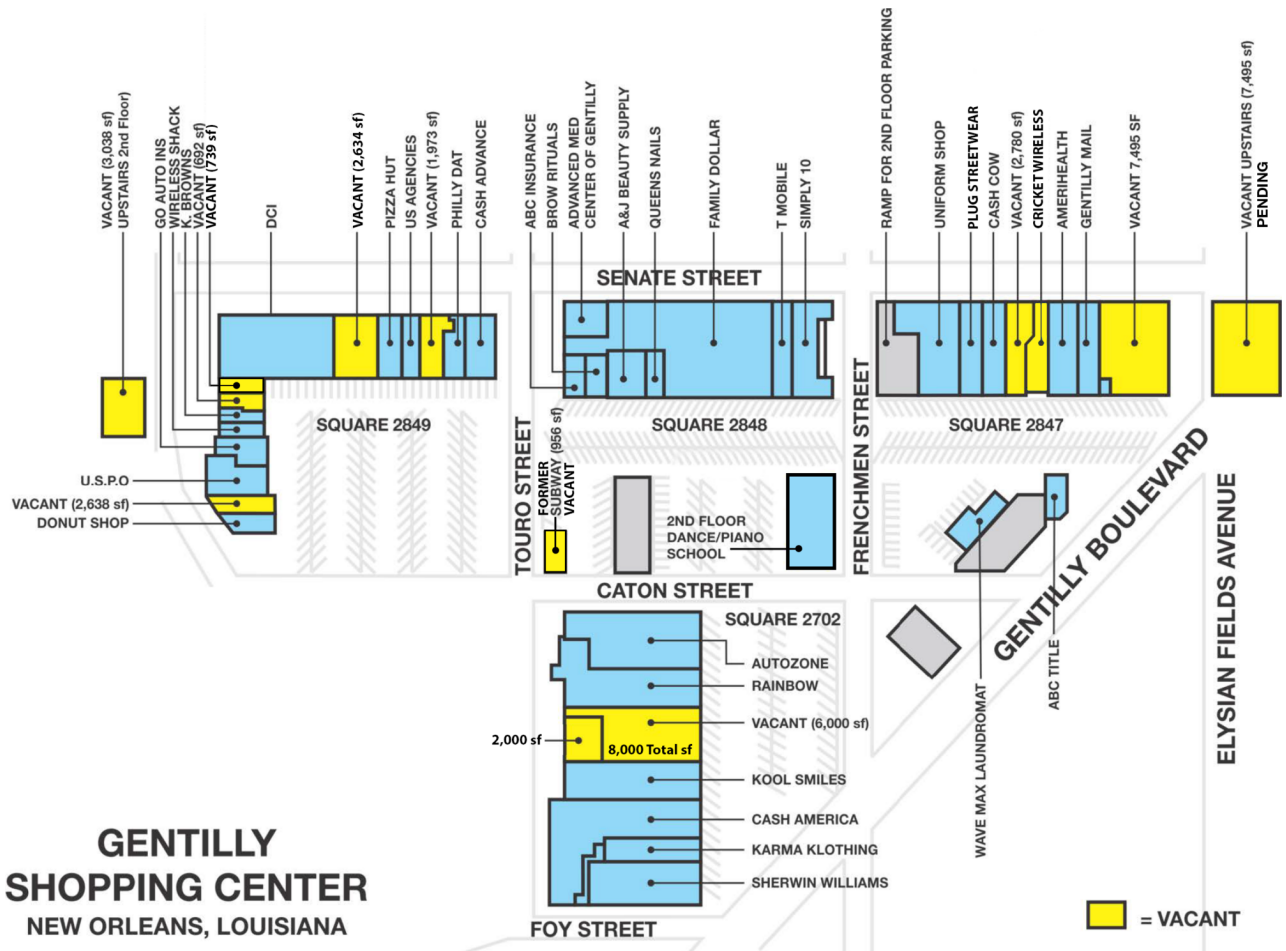 VACANT (3,038 sf)
UPSTAIRS 2nd Floor)
GO AUTO INS
WIRELESS SHACK
K. BROWNS
VACANT (692 sf)
VACANT (739 sf)
DCI
VACANT (2,634 sf)
PIZZA HUT
US AGENCIES
VACANT (1,973 sf)
PHILLY DAT
CASH ADVANCE
ABC INSURANCE
BROW RITUALS
ADVANCED MED
CENTER OF GENTILLY
A&J BEAUTY SUPPLY
QUEENS NAILS
FAMILY DOLLAR
T MOBILE
SIMPLY 10
RAMP FOR 2ND FLOOR PARKING
UNIFORM SHOP
PLUG STREETWEAR
CASH COW
VACANT (2,780 sf)
CRICKET WIRELESS
AMERIHEALTH
GENTILLY MAIL
VACANT 7,495 SF
VACANT UPSTAIRS (7,495 sf)
PENDING
SENATE STREET
SQUARE 2849
SQUARE 2848
SQUARE 2847
U.S.P.O
VACANT (2,638 sf)
DONUT SHOP
TOURO STREET
FORMER
SUBWAY (956 sf)
VACANT
2ND FLOOR
DANCE/PIANO
SCHOOL
FRENCHMEN STREET
GENTILLY BOULEVARD
ELYSIAN FIELDS AVENUE
CATON STREET
SQUARE 2702
AUTOZONE
RAINBOW
VACANT (6,000 sf)
2,000 sf
8,000 Total sf
KOOL SMILES
CASH AMERICA
KARMA KLOTHING
SHERWIN WILLIAMS
WAVE MAX LAUNDROMAT
ABC TITLE
FOY STREET
GENTILLY
SHOPPING CENTER
NEW ORLEANS, LOUISIANA
= VACANT